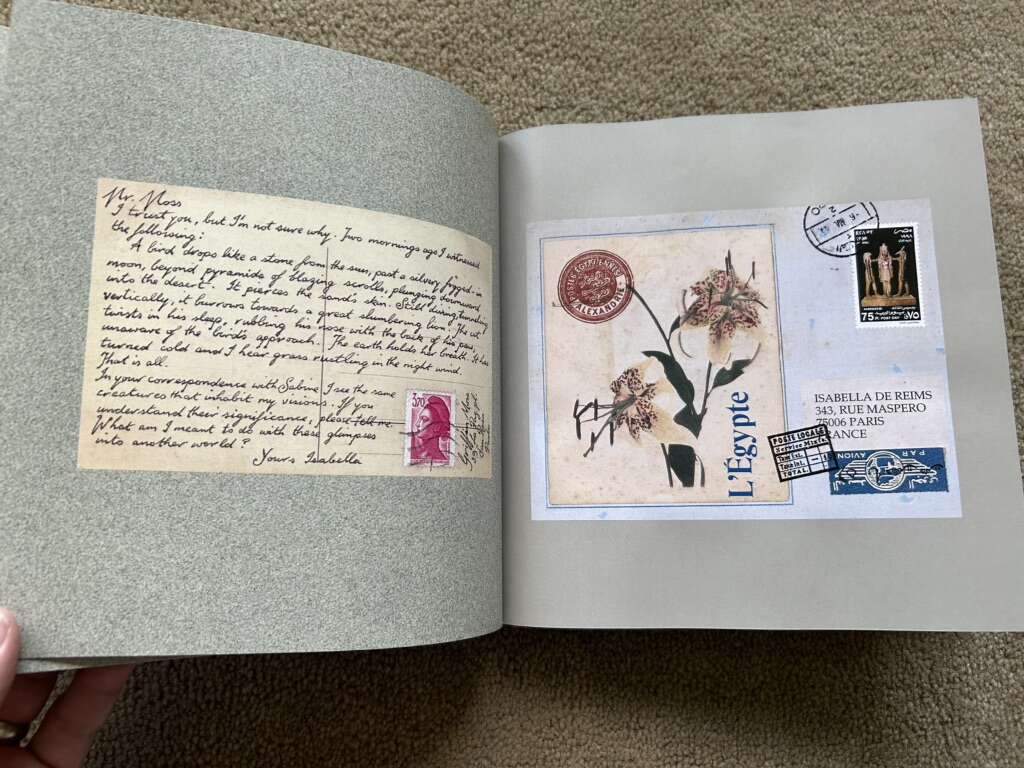 Mr. Moss
I trust you, but I'm not sure why. Two mornings ago I witnessed
the following:
A bird drops like a stone from the sun, past a silvery, fogged-in
moon, beyond pyramids of blazing scrolls, plunging downward
into the desert. It pierces the sand's skin. Still diving, tunneling
vertically, it burrows towards a great slumbering lion. The cat
twists in his sleep, rubbing his nose with the back of his paw,
unaware of the bird's approach. The earth holds her breath. It has
turned cold and I hear grass rustling in the night wind.
That is all.
In your correspondence with Sabine, I see the same
creatures that inhabit my visions. If you
understand their significance, please tell me.
What am I meant to do with these glimpses
into another world?
Yours Isabella
3,70
POSTES EGYPTIENNES
ALEXANDRIE
L'Égypte
75
ISABELLA DE REIMS
343, RUE MASPERO
75006 PARIS
FRANCE
POSTE LOCALE
TOTAL
PAR AVION